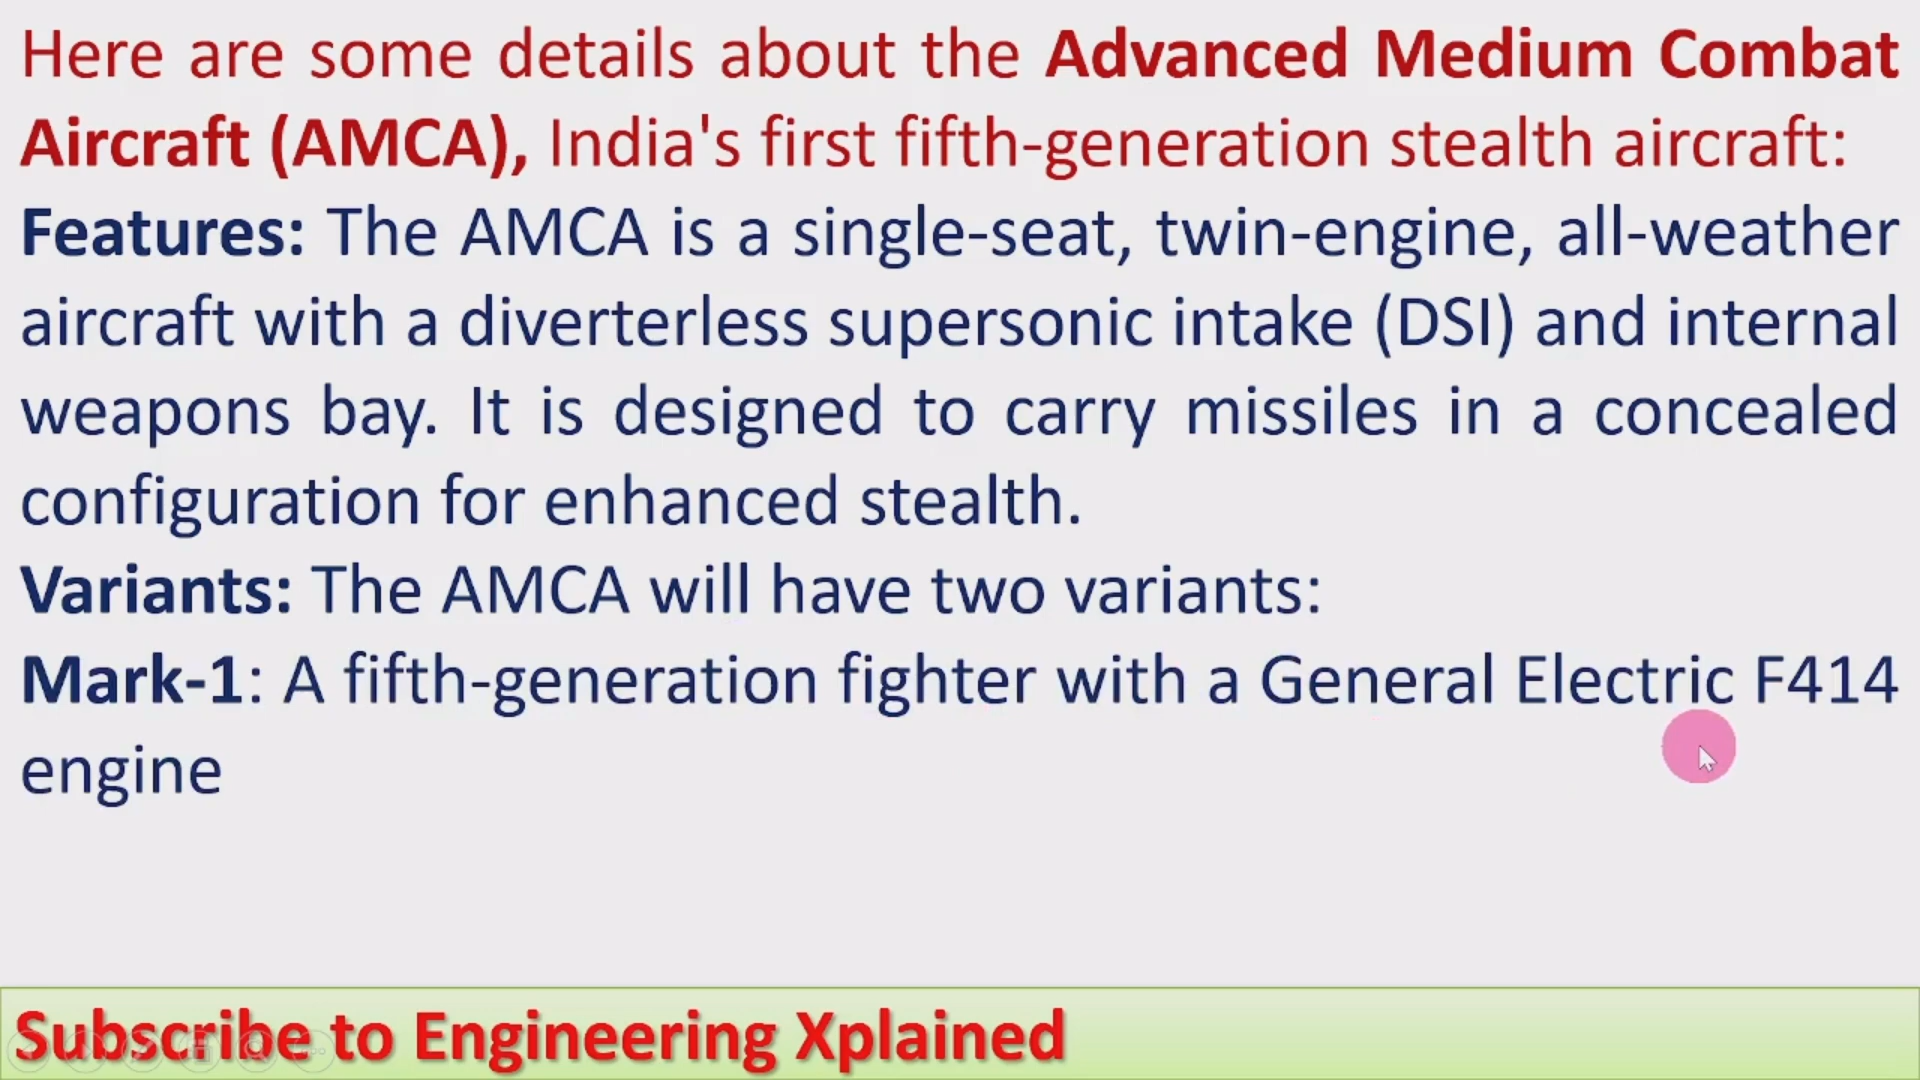 Here are some details about the Advanced Medium Combat
Aircraft (AMCA), India's first fifth-generation stealth aircraft:
Features: The AMCA is a single-seat, twin-engine, all-weather
aircraft with a diverterless supersonic intake (DSI) and internal
weapons bay. It is designed to carry missiles in a concealed
configuration for enhanced stealth.
Variants: The AMCA will have two variants:
Mark-1: A fifth-generation fighter with a General Electric F414
engine
Subscribe to Engineering Xplained